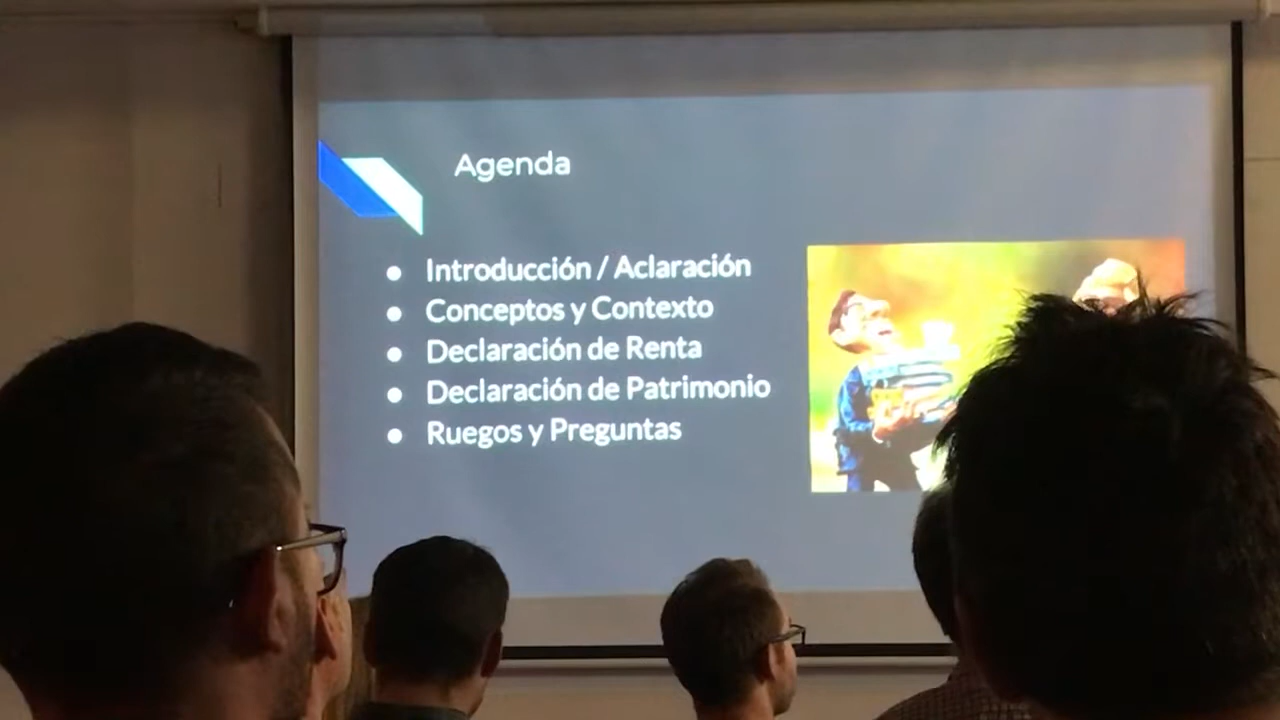 Agenda
Introducción / Aclaración
Conceptos y Contexto
Declaración de Renta
Declaración de Patrimonio
Ruegos y Preguntas